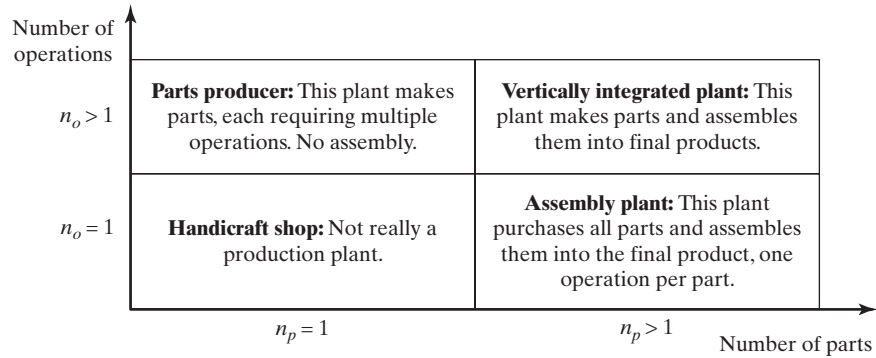 Number of
operations
Parts producer: This plant makes
parts, each requiring multiple
operations. No assembly.
Vertically integrated plant: This
plant makes parts and assembles
them into final products.
n_o > 1
Handicraft shop: Not really a
production plant.
Assembly plant: This plant
purchases all parts and assembles
them into the final product, one
operation per part.
n_o = 1
n_p = 1
n_p > 1
Number of parts